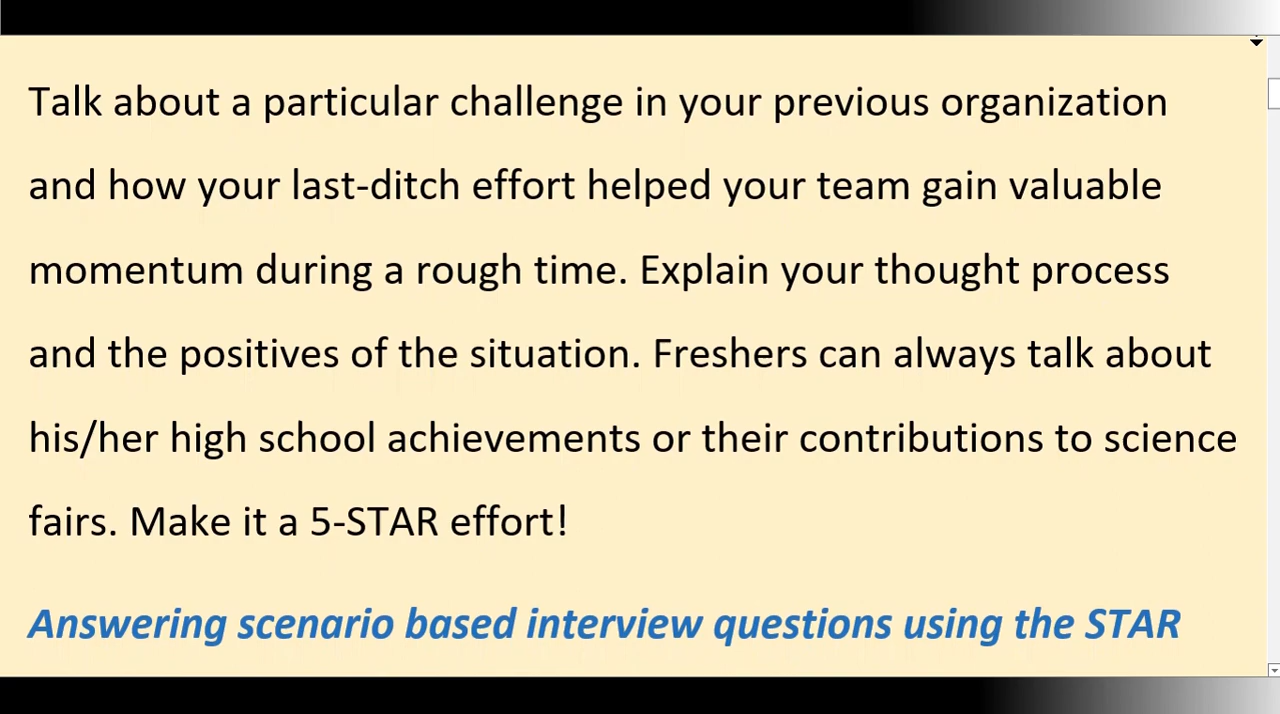 Talk about a particular challenge in your previous organization
and how your last-ditch effort helped your team gain valuable
momentum during a rough time. Explain your thought process
and the positives of the situation. Freshers can always talk about
his/her high school achievements or their contributions to science
fairs. Make it a 5-STAR effort!
Answering scenario based interview questions using the STAR